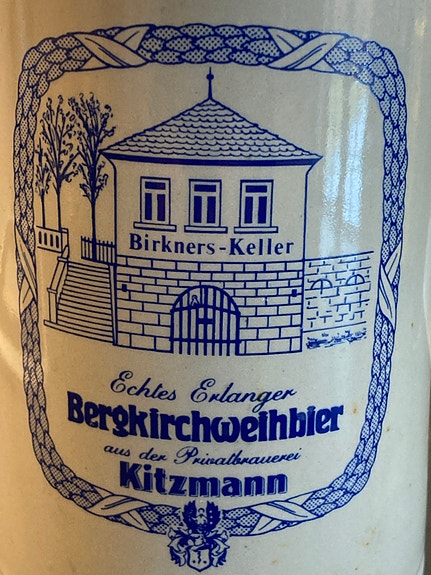 Birkners-Keller
Echtes Erlanger
Bergkirchweihbier
aus der Privatbrauerei
Kitzmann